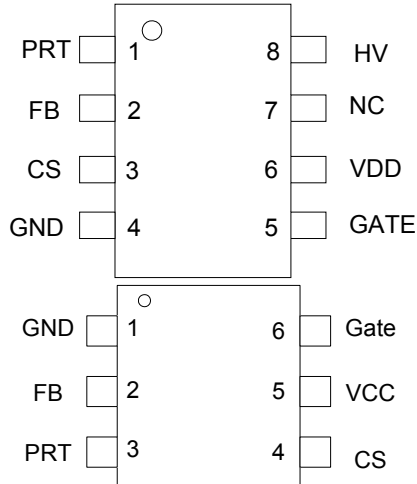 PRT 1 8 HV
FB 2 7 NC
CS 3 6 VDD
GND 4 5 GATE
GND 1 6 Gate
FB 2 5 VCC
PRT 3 4 CS